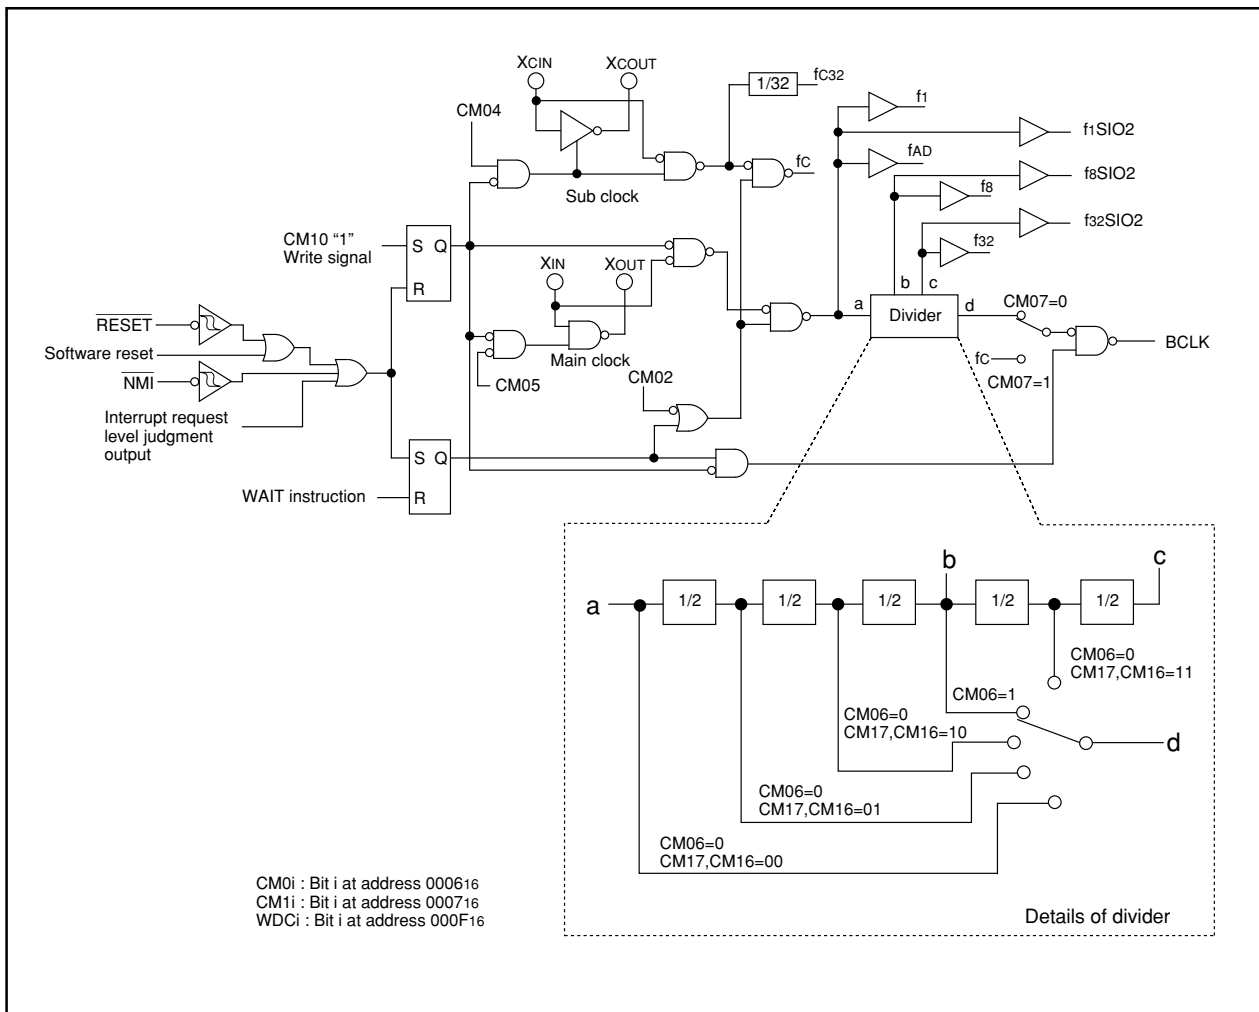 XCIN
XCOUT
1/32
fC32
f1
CM04
f1SIO2
fAD
fC
f8SIO2
Sub clock
f8
f32SIO2
CM10 “1”
Write signal
S Q
R
XIN
XOUT
f32
b c
a
Divider
d
CM07=0
RESET
Software reset
NMI
Interrupt request
level judgment
output
Main clock
CM05
CM02
fC
CM07=1
BCLK
S Q
R
WAIT instruction
a
1/2
1/2
1/2
b
1/2
1/2
c
CM06=0
CM17,CM16=11
CM06=1
CM06=0
CM17,CM16=10
d
CM06=0
CM17,CM16=01
CM06=0
CM17,CM16=00
CM0i : Bit i at address 000616
CM1i : Bit i at address 000716
WDCi : Bit i at address 000F16
Details of divider